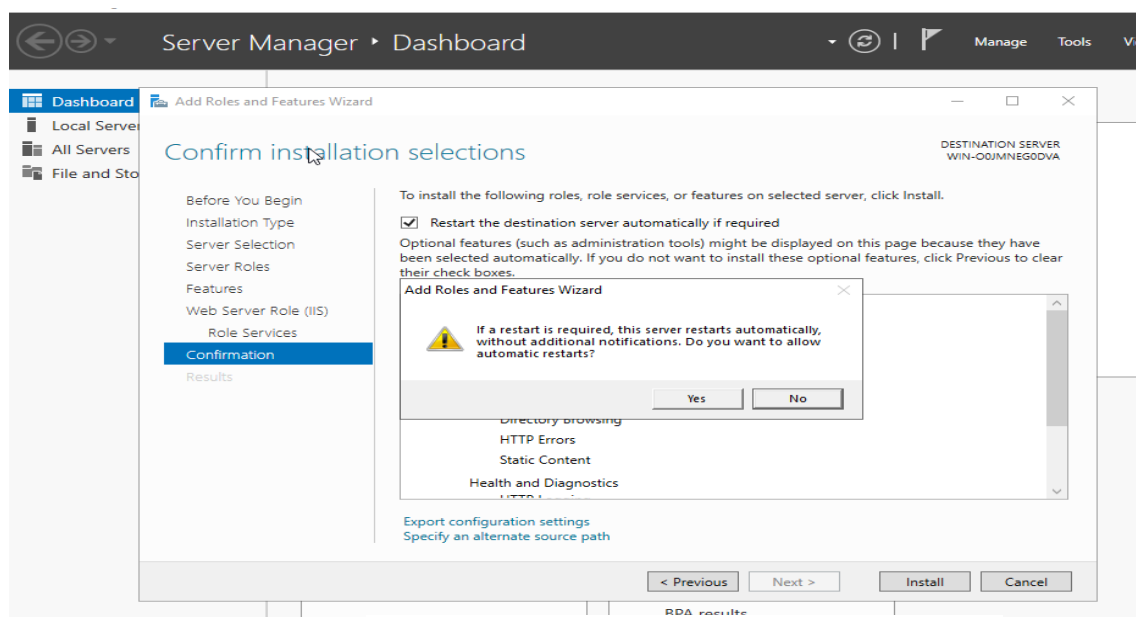 Server Manager ‣ Dashboard
Manage Tools
Dashboard
Local Server
All Servers
File and Sto
Add Roles and Features Wizard
Confirm installation selections
DESTINATION SERVER
WIN-O0JMNEG0DVA
Before You Begin
Installation Type
Server Selection
Server Roles
Features
Web Server Role (IIS)
Role Services
Confirmation
Results
To install the following roles, role services, or features on selected server, click Install.
Restart the destination server automatically if required
Optional features (such as administration tools) might be displayed on this page because they have
been selected automatically. If you do not want to install these optional features, click Previous to clear
their check boxes.
Add Roles and Features Wizard
If a restart is required, this server restarts automatically,
without additional notifications. Do you want to allow
automatic restarts?
Yes No
Directory Browsing
HTTP Errors
Static Content
Health and Diagnostics
Export configuration settings
Specify an alternate source path
< Previous Next > Install Cancel
BPA results